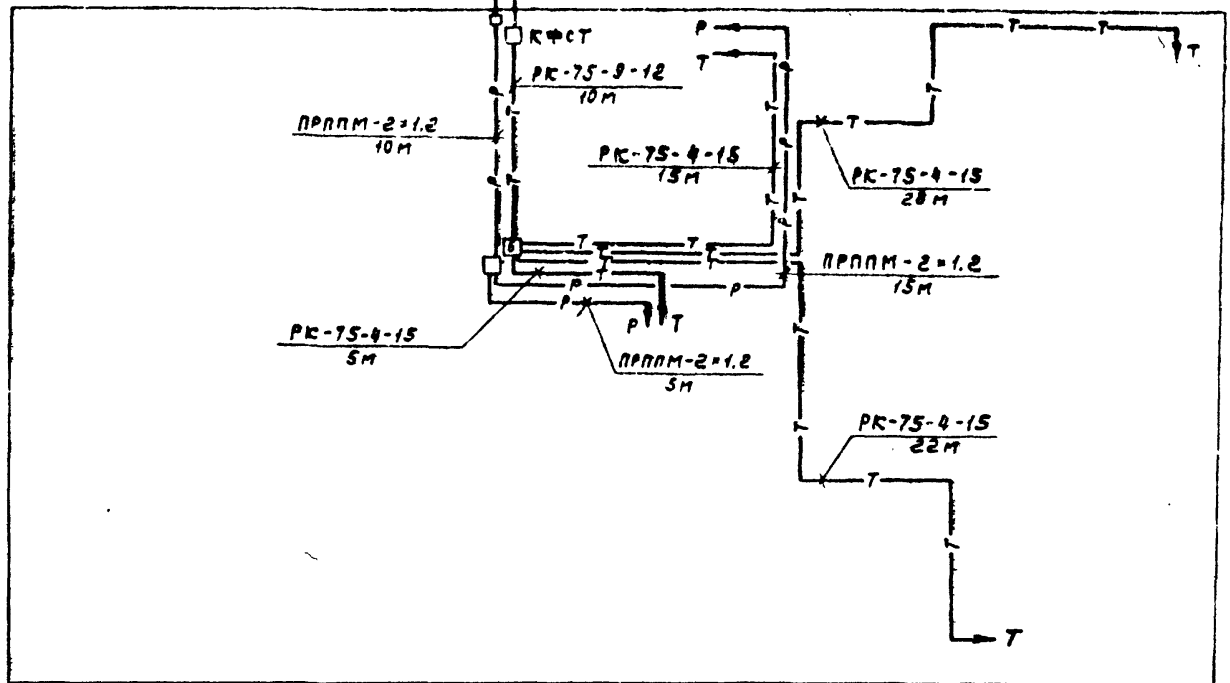 КФСТ
РК-75-9-12
10м
ПРППМ-2×1.2
10м
Р
Т
РК-75-4-15
15м
РК-75-4-15
28м
ПРППМ-2×1.2
15м
РК-75-4-15
5м
ПРППМ-2×1.2
5м
РК-75-4-15
22м
Р
Т
Т
Т
Р
Р
Т
Т
Т
Т
Р
Р
Р
Т
Т
Т
Т
Т
Т
Т
Т
Т
Т
Т
Р
Р
Р
Т
Т
Т
Т
Т